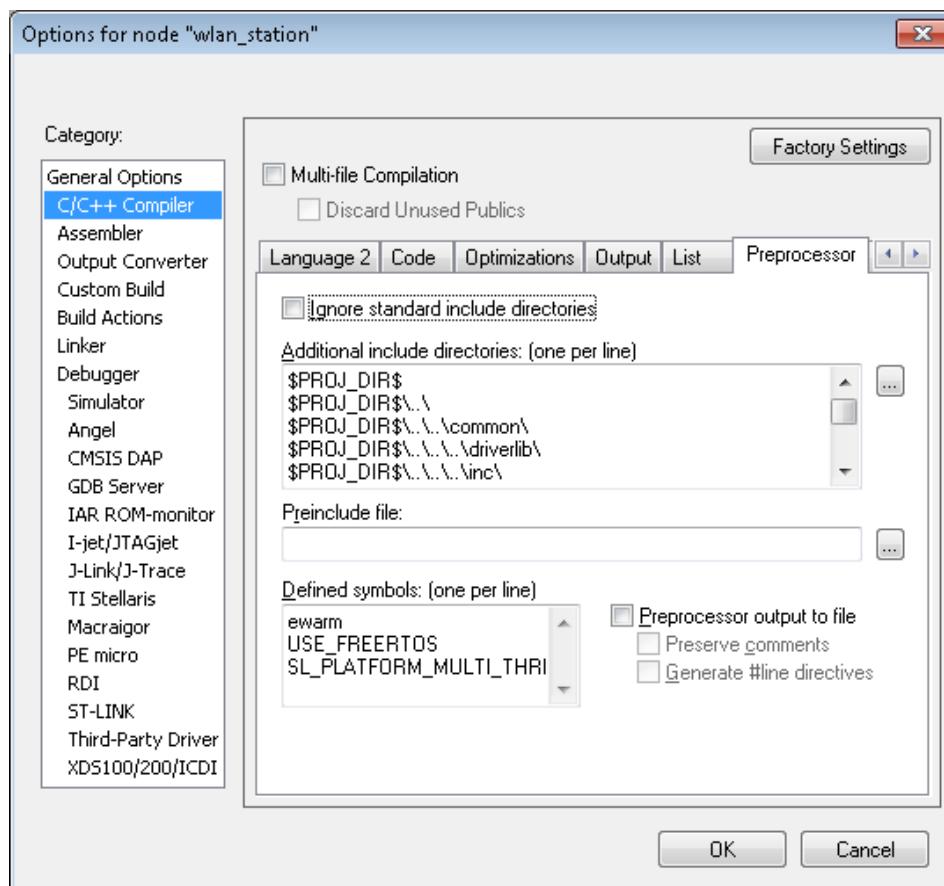 Options for node "wlan_station"
Category:
General Options
C/C++ Compiler
Assembler
Output Converter
Custom Build
Build Actions
Linker
Debugger
Simulator
Angel
CMSIS DAP
GDB Server
IAR ROM-monitor
I-jet/JTAGjet
J-Link/J-Trace
TI Stellaris
Macraigor
PE micro
RDI
ST-LINK
Third-Party Driver
XDS100/200/ICDI
Factory Settings
Multi-file Compilation
Discard Unused Publics
Language 2 Code Optimizations Output List Preprocessor
Ignore standard include directories
Additional include directories: (one per line)
$PROJ_DIR$
$PROJ_DIR$\..\
$PROJ_DIR$\..\..\common\
$PROJ_DIR$\..\..\..\driverlib\
$PROJ_DIR$\..\..\..\inc\
...
Preinclude file:
...
Defined symbols: (one per line)
ewarm
USE_FREERTOS
SL_PLATFORM_MULTI_THRI
Preprocessor output to file
Preserve comments
Generate #line directives
OK Cancel